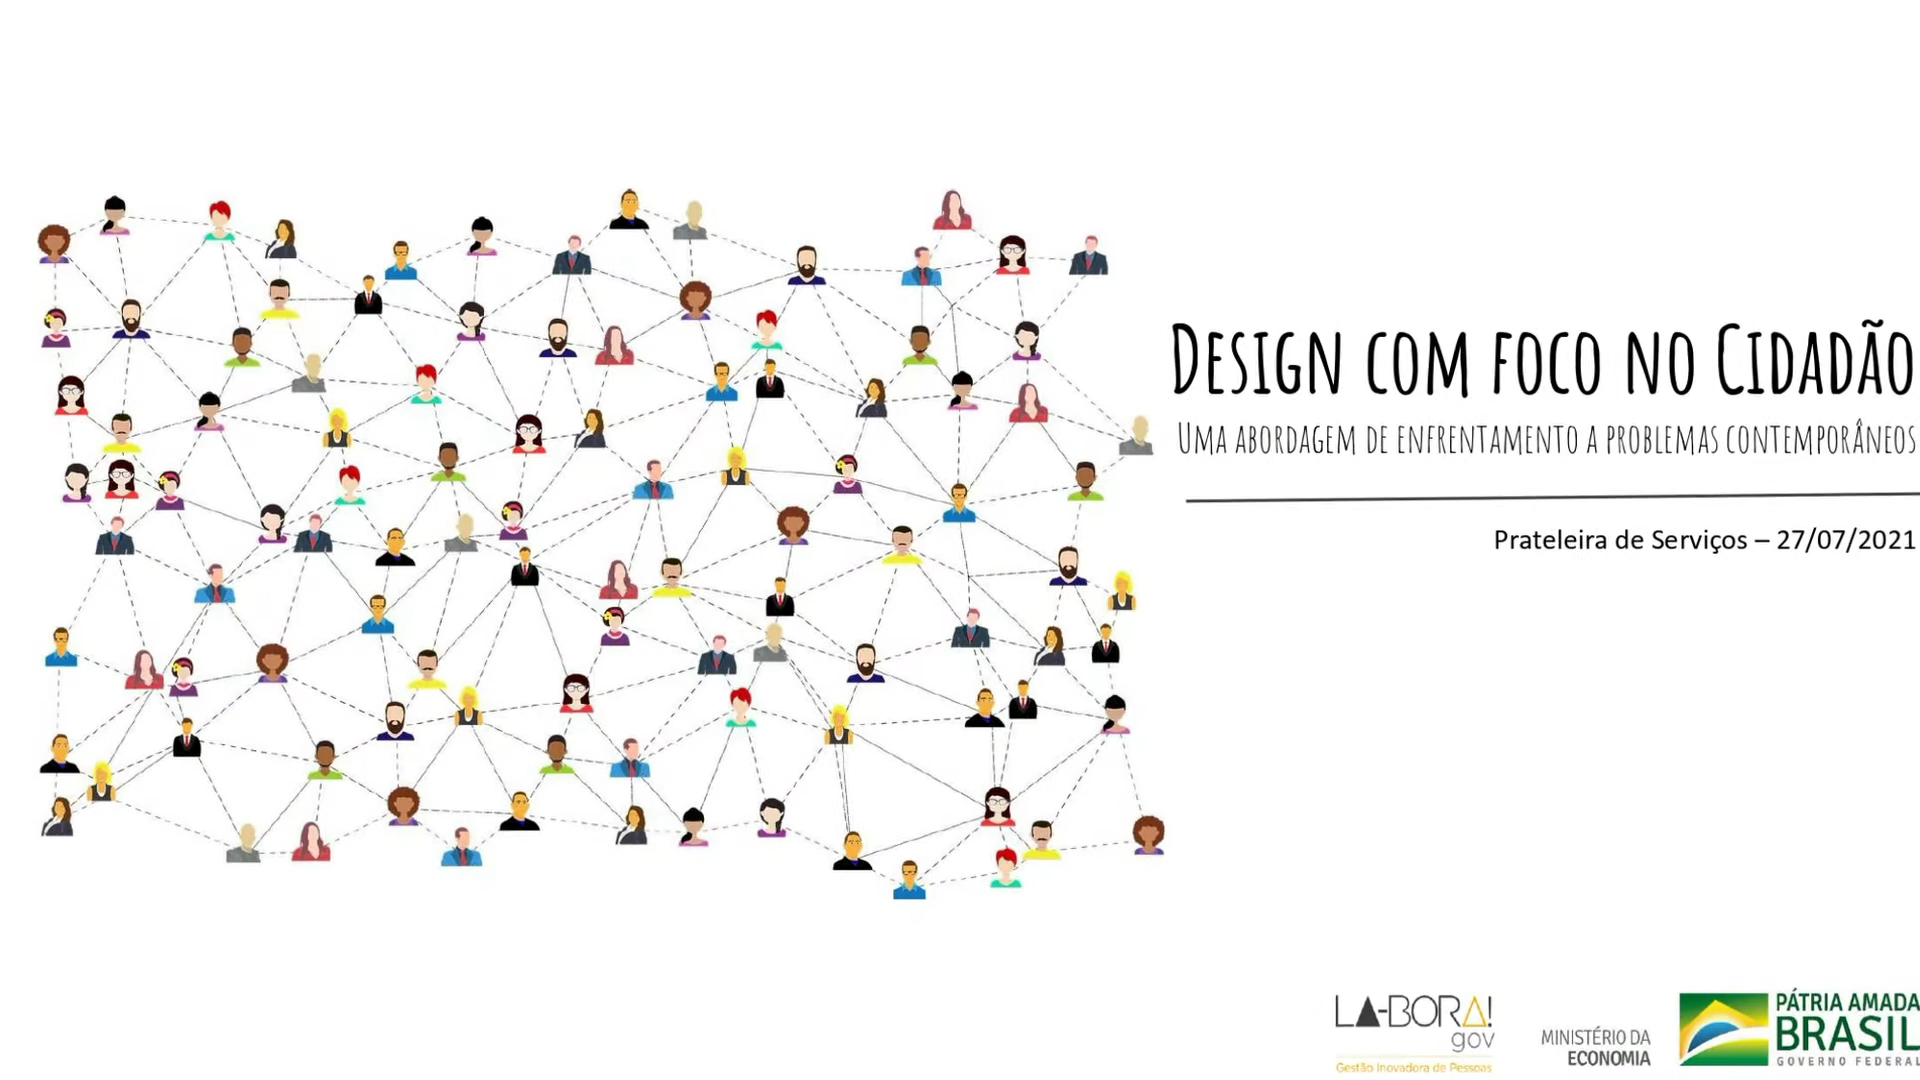 Design com foco no Cidadão
Uma abordagem de enfrentamento a problemas contemporâneos
Prateleira de Serviços – 27/07/2021
LA-BORA!
gov
Gestão Inovadora de Pessoas
MINISTÉRIO DA
ECONOMIA
PÁTRIA AMADA
BRASIL
GOVERNO FEDERAL